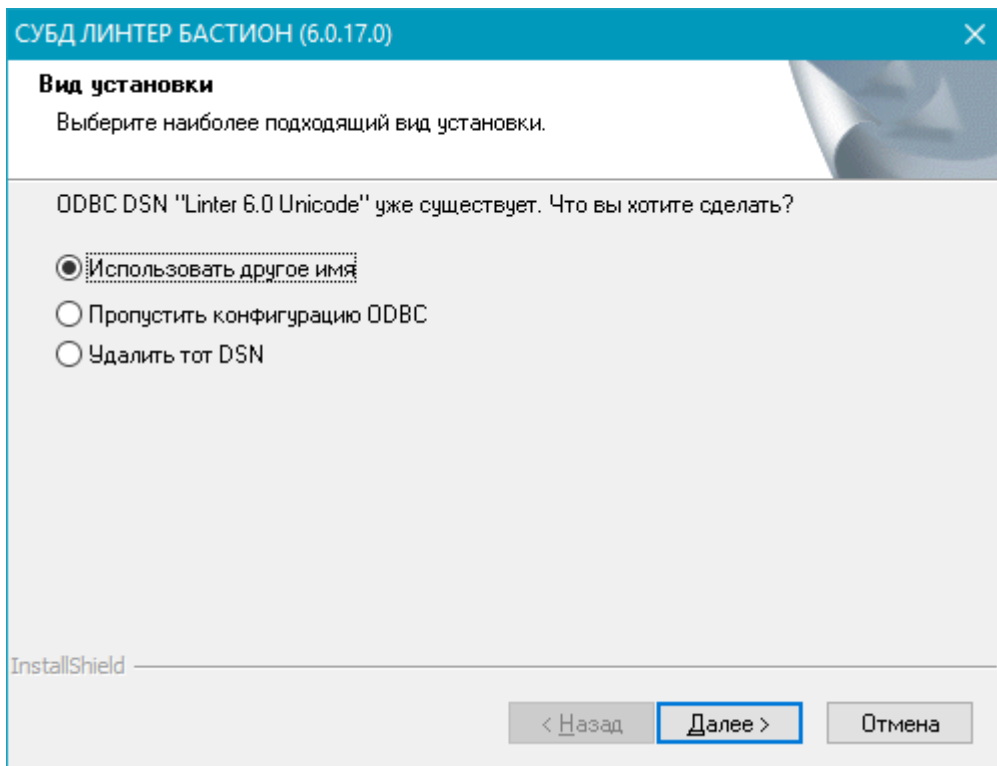 СУБД ЛИНТЕР БАСТИОН (6.0.17.0)
Вид установки
Выберите наиболее подходящий вид установки.
ODBC DSN "Linter 6.0 Unicode" уже существует. Что вы хотите сделать?
Использовать другое имя
Пропустить конфигурацию ODBC
Удалить тот DSN
InstallShield
< Назад
Далее >
Отмена